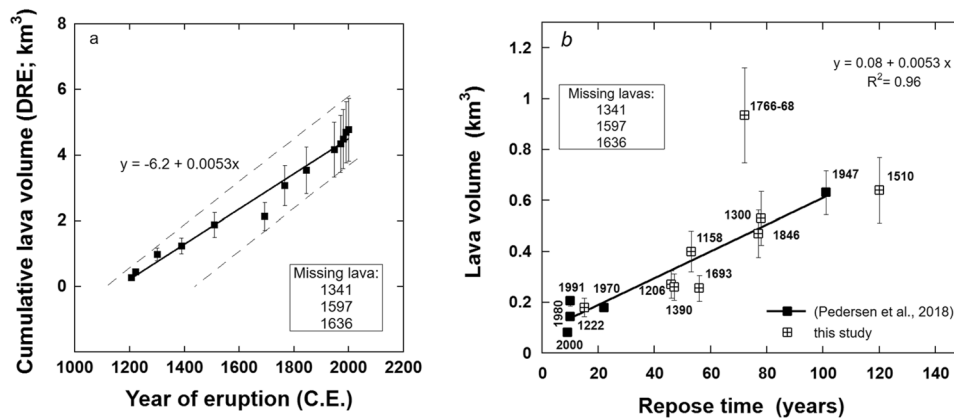 a
Cumulative lava volume (DRE; km³)
8
6
4
2
0
y = -6.2 + 0.0053x
Missing lava:
1341
1597
1636
1000 1200 1400 1600 1800 2000 2200
Year of eruption (C.E.)
b
Lava volume (km³)
1.2
1
0.8
0.6
0.4
0.2
0
y = 0.08 + 0.0053 x
R²= 0.96
Missing lavas:
1341
1597
1636
1766-68
1947
1510
1300
1158
1846
1991
1970
1206
1693
1390
1980
1222
2000
(Pedersen et al., 2018)
this study
0 20 40 60 80 100 120 140
Repose time (years)